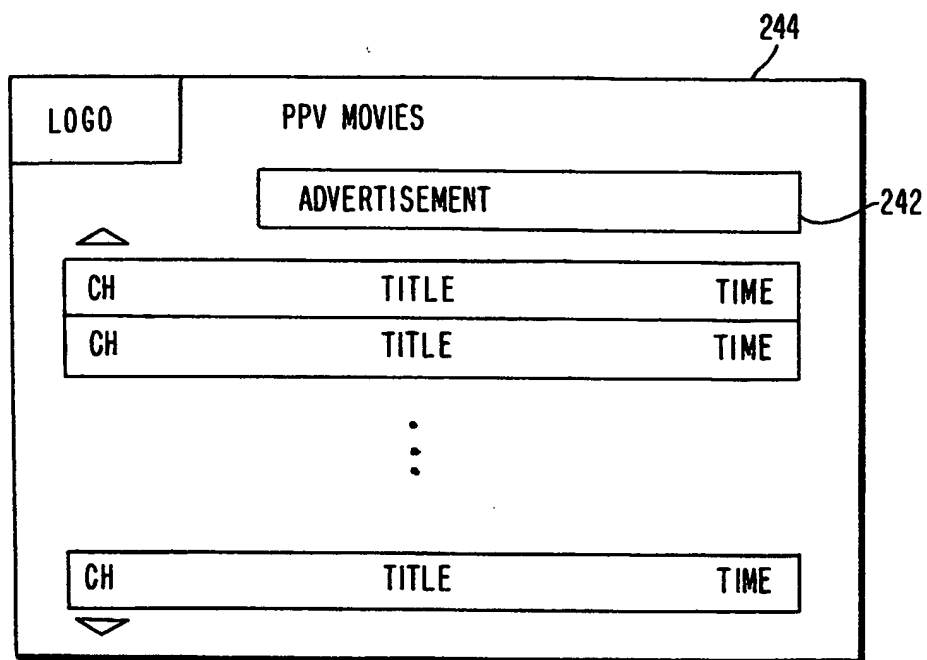 244
LOGO PPV MOVIES
ADVERTISEMENT
242
CH TITLE TIME
CH TITLE TIME
CH TITLE TIME